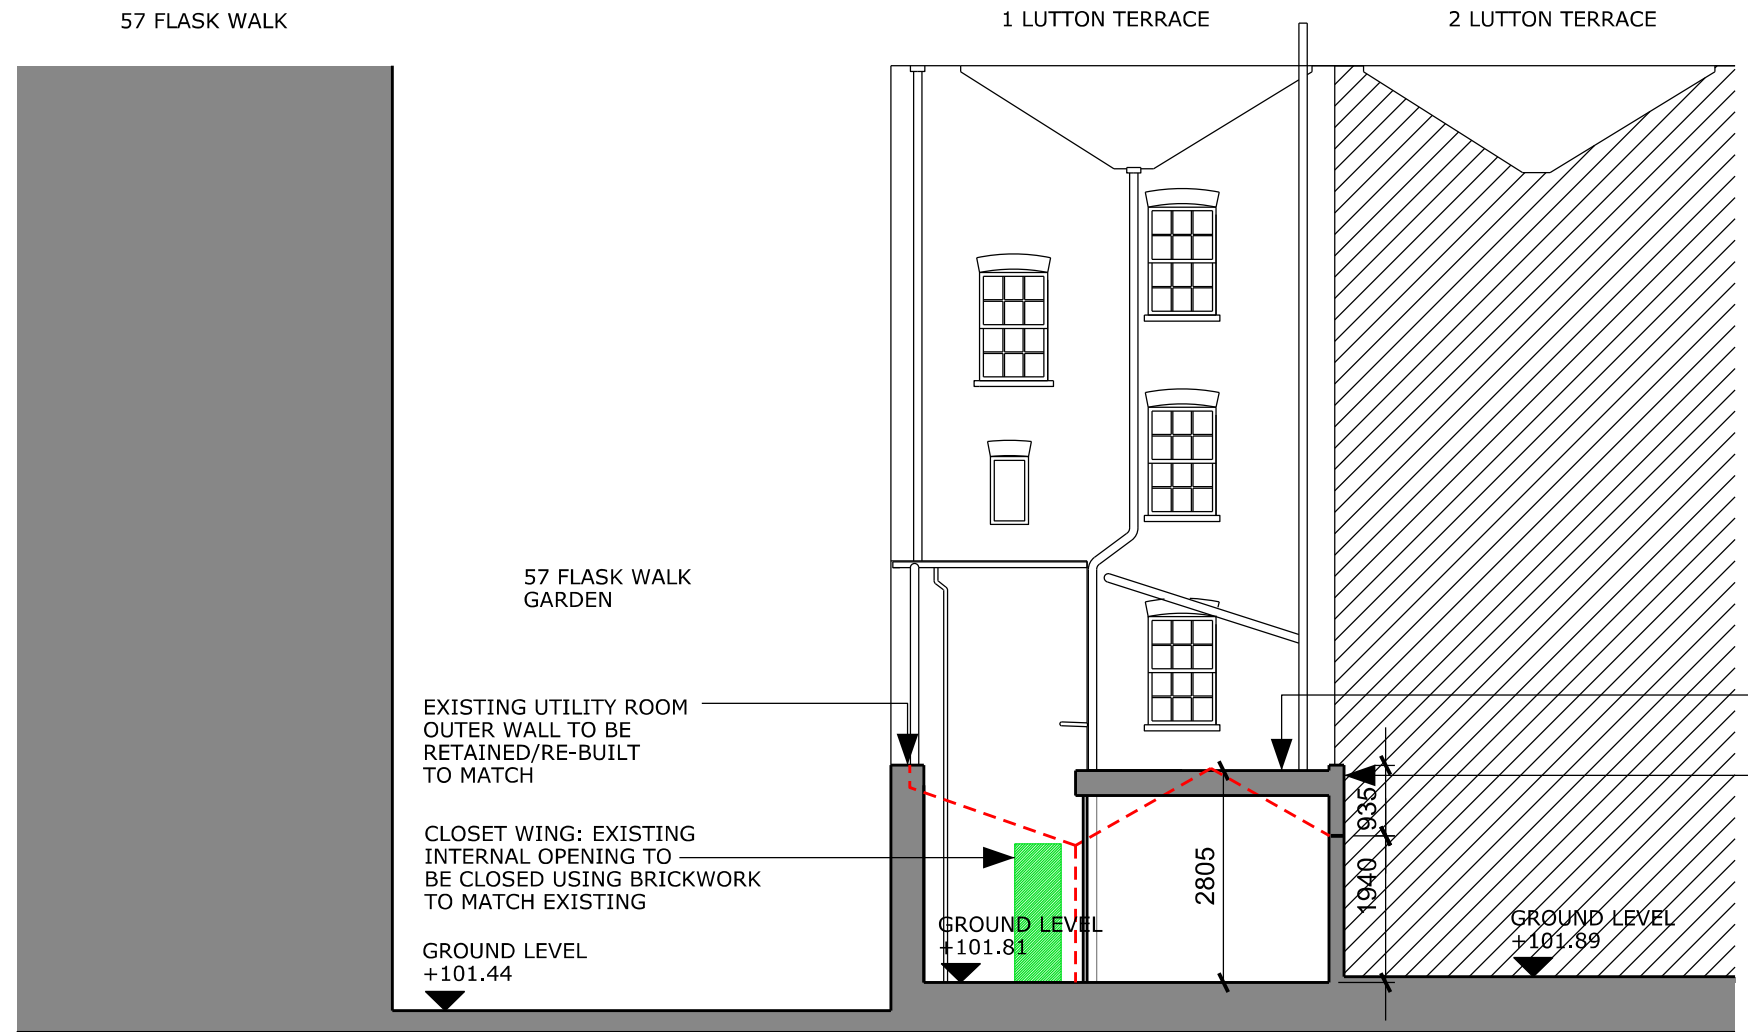 57 FLASK WALK
1 LUTTON TERRACE
2 LUTTON TERRACE
57 FLASK WALK
GARDEN
EXISTING UTILITY ROOM
OUTER WALL TO BE
RETAINED/RE-BUILT
TO MATCH
CLOSET WING: EXISTING
INTERNAL OPENING TO
BE CLOSED USING BRICKWORK
TO MATCH EXISTING
GROUND LEVEL
+101.44
GROUND LEVEL
+101.81
2805
935
1940
GROUND LEVEL
+101.89